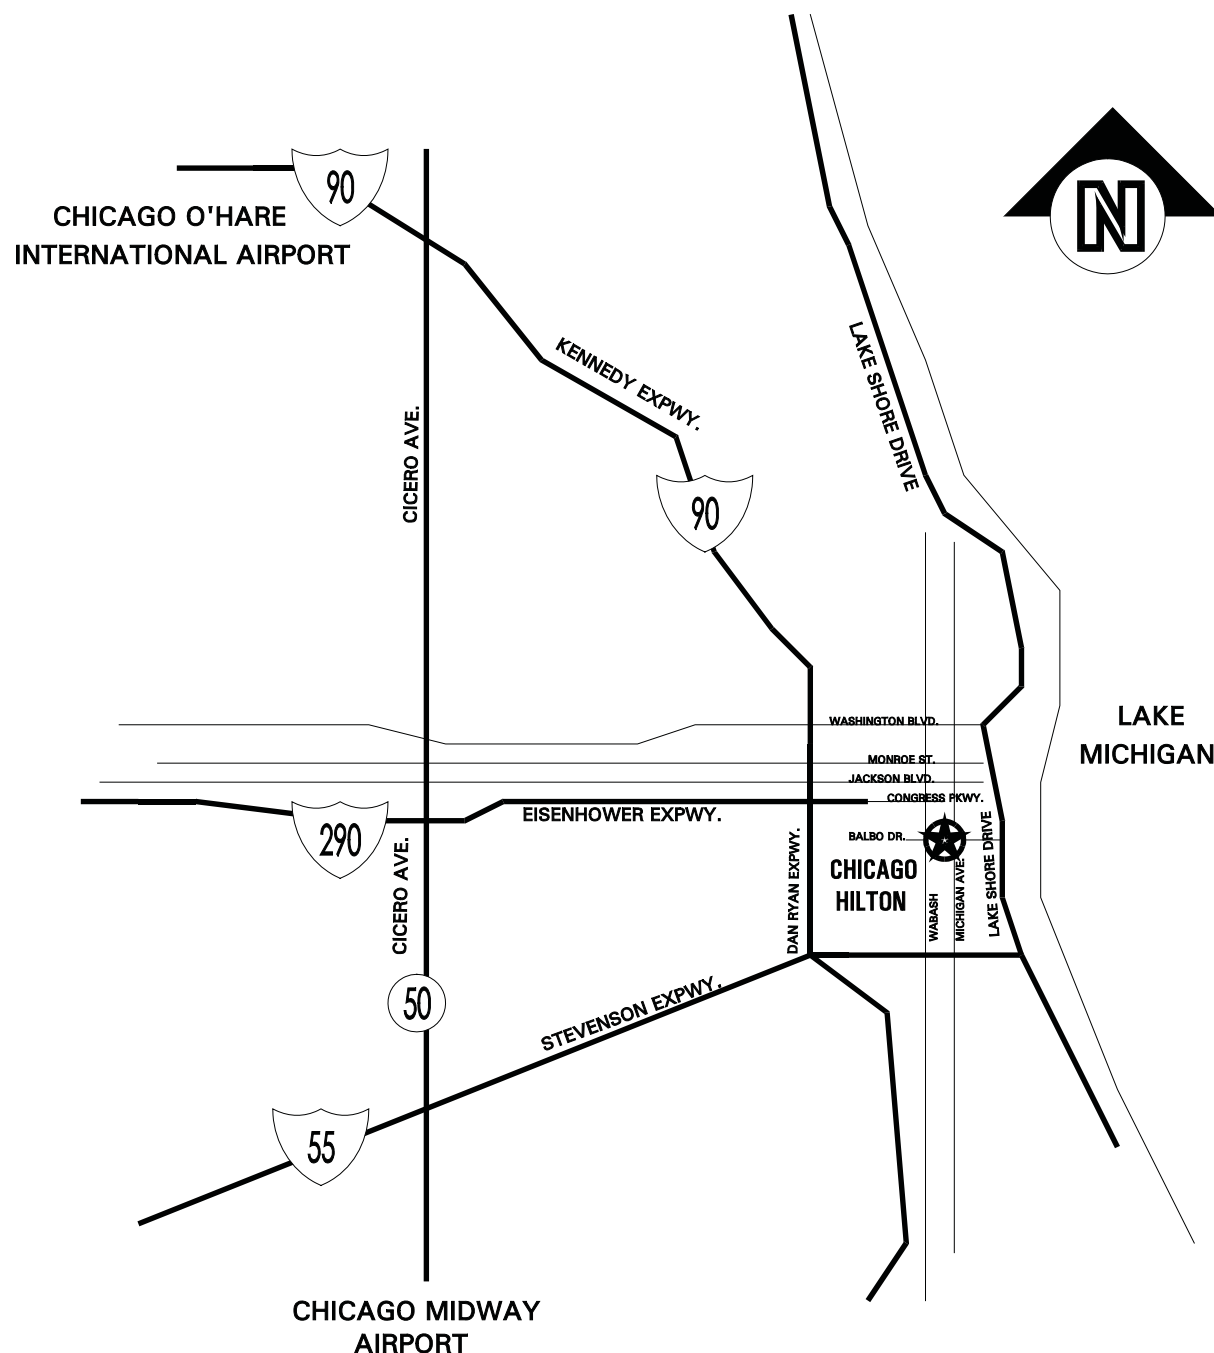 N
90
CHICAGO O'HARE
INTERNATIONAL AIRPORT
KENNEDY EXPWY.
LAKE SHORE DRIVE
CICERO AVE.
90
LAKE
MICHIGAN
WASHINGTON BLVD.
MONROE ST.
JACKSON BLVD.
CONGRESS PKWY.
EISENHOWER EXPWY.
290
BALBO DR.
CHICAGO
HILTON
CICERO AVE.
DAN RYAN EXPWY.
WABASH
MICHIGAN AVE.
LAKE SHORE DRIVE
50
STEVENSON EXPWY.
55
CHICAGO MIDWAY
AIRPORT